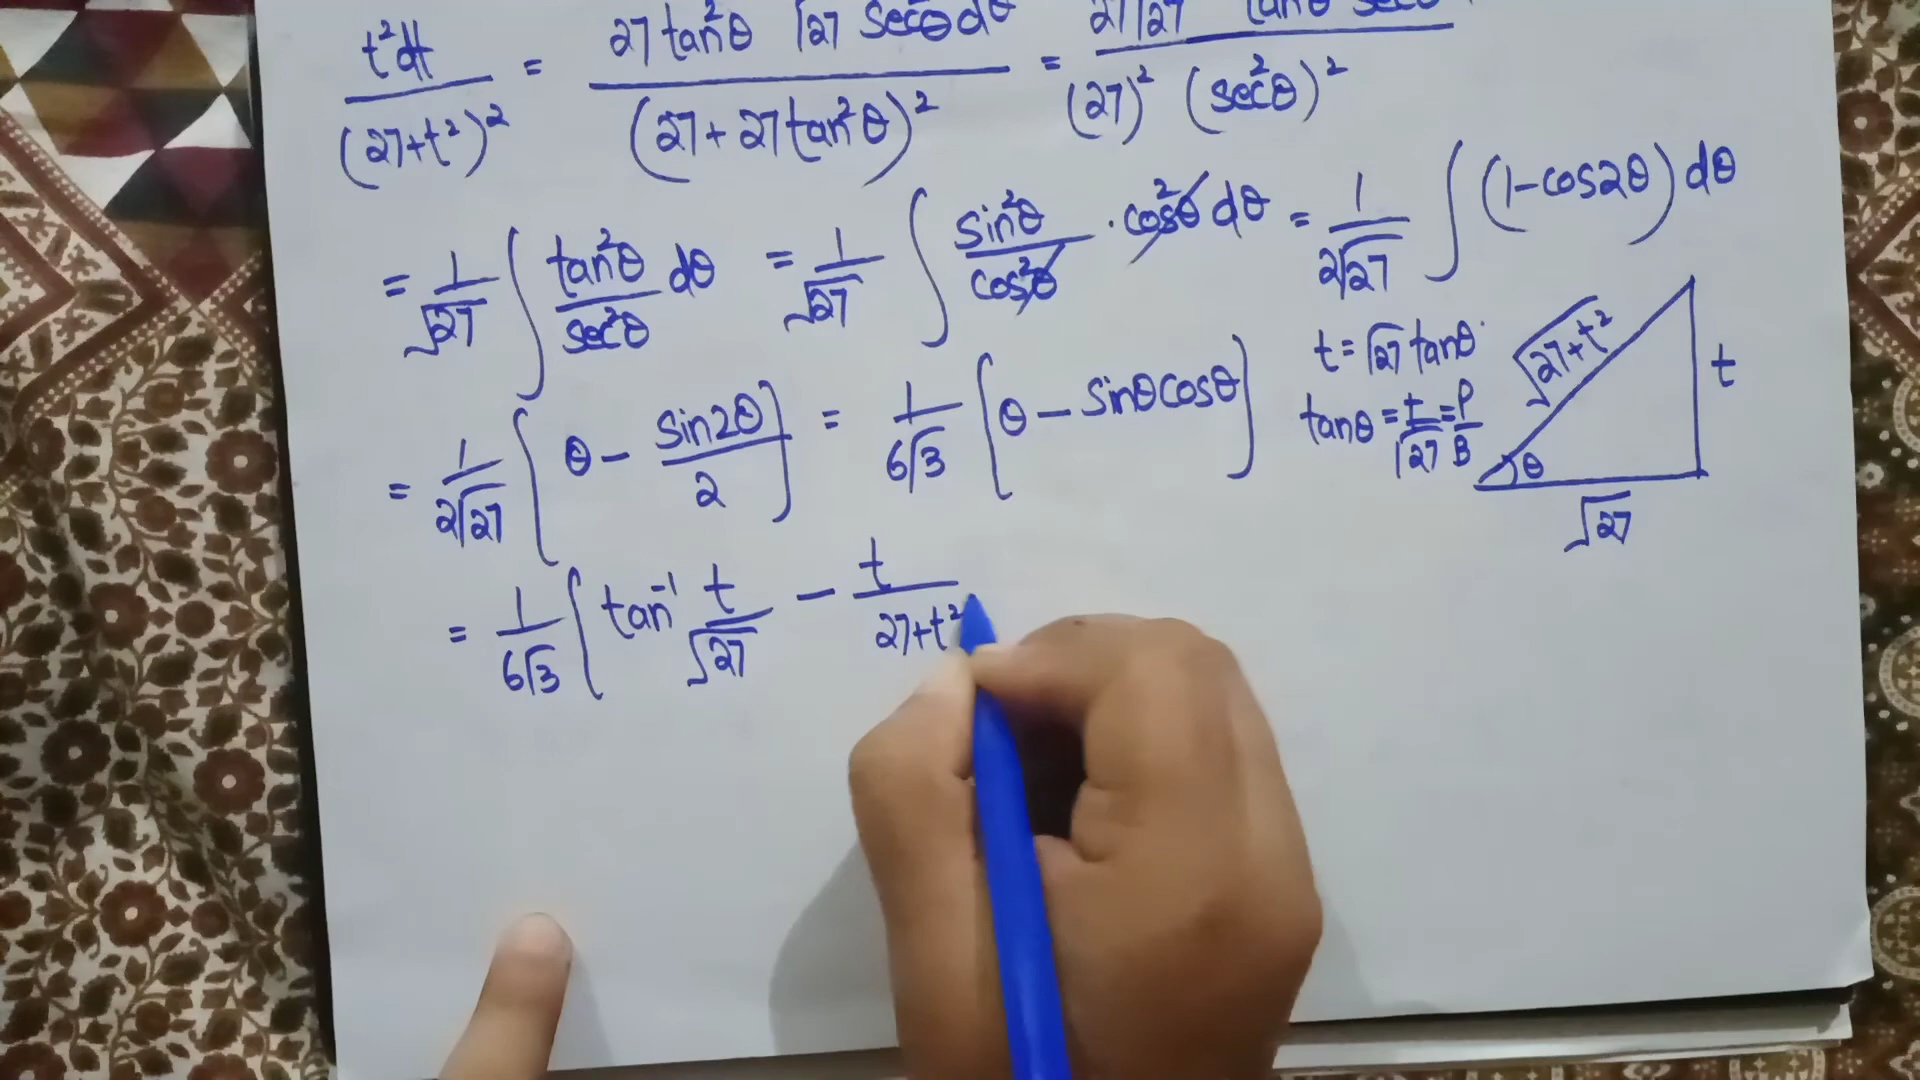 t²dt/(27+t²)² = 27tan²θ √27 sec²θ dθ/(27+27tan²θ)² = 27√27 tan²θ sec²θ/(27)² (sec²θ)²
= 1/√27 ∫ tan²θ/sec²θ dθ = 1/√27 ∫ sin²θ/cos²θ · cos²θ dθ = 1/2√27 ∫ (1-cos2θ) dθ
t = √27 tanθ
tanθ = t/√27 = P/B
√27+t²
t
θ
√27
= 1/2√27 [θ - sin2θ/2] = 1/6√3 [θ - sinθcosθ]
= 1/6√3 [tan⁻¹ t/√27 - t/27+t²